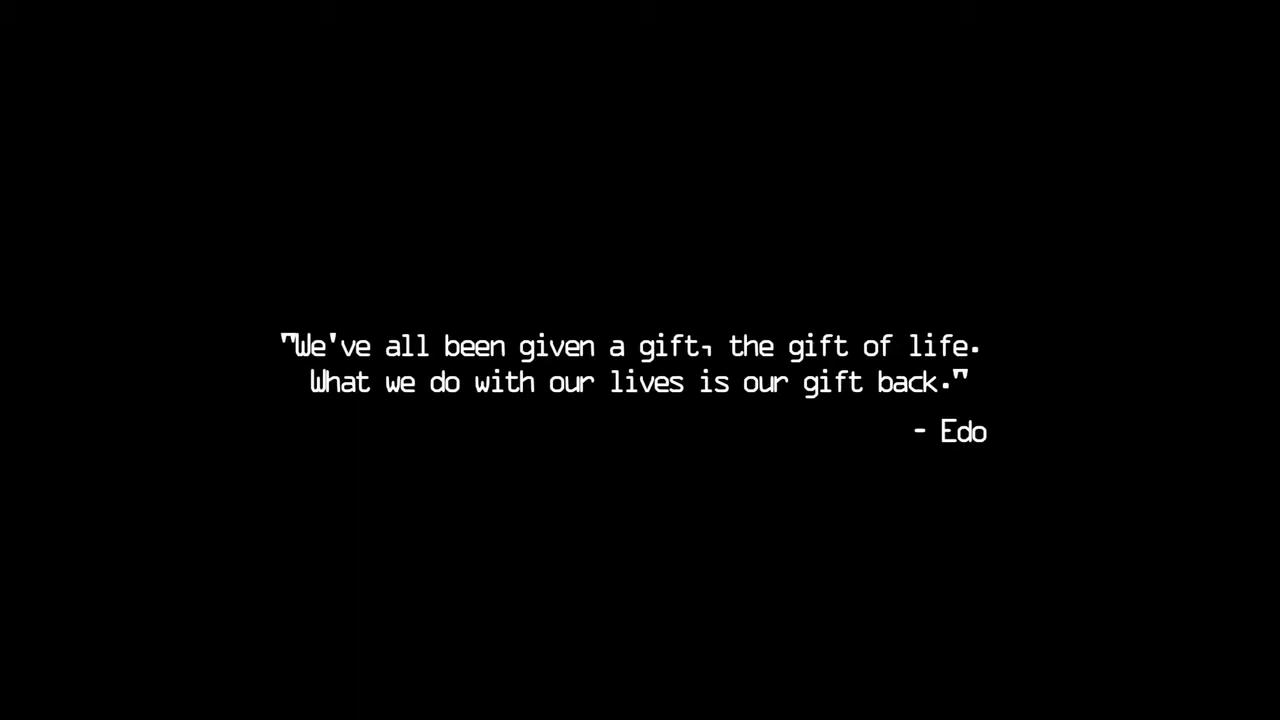 "We've all been given a gift, the gift of life.
What we do with our lives is our gift back."
- Edo